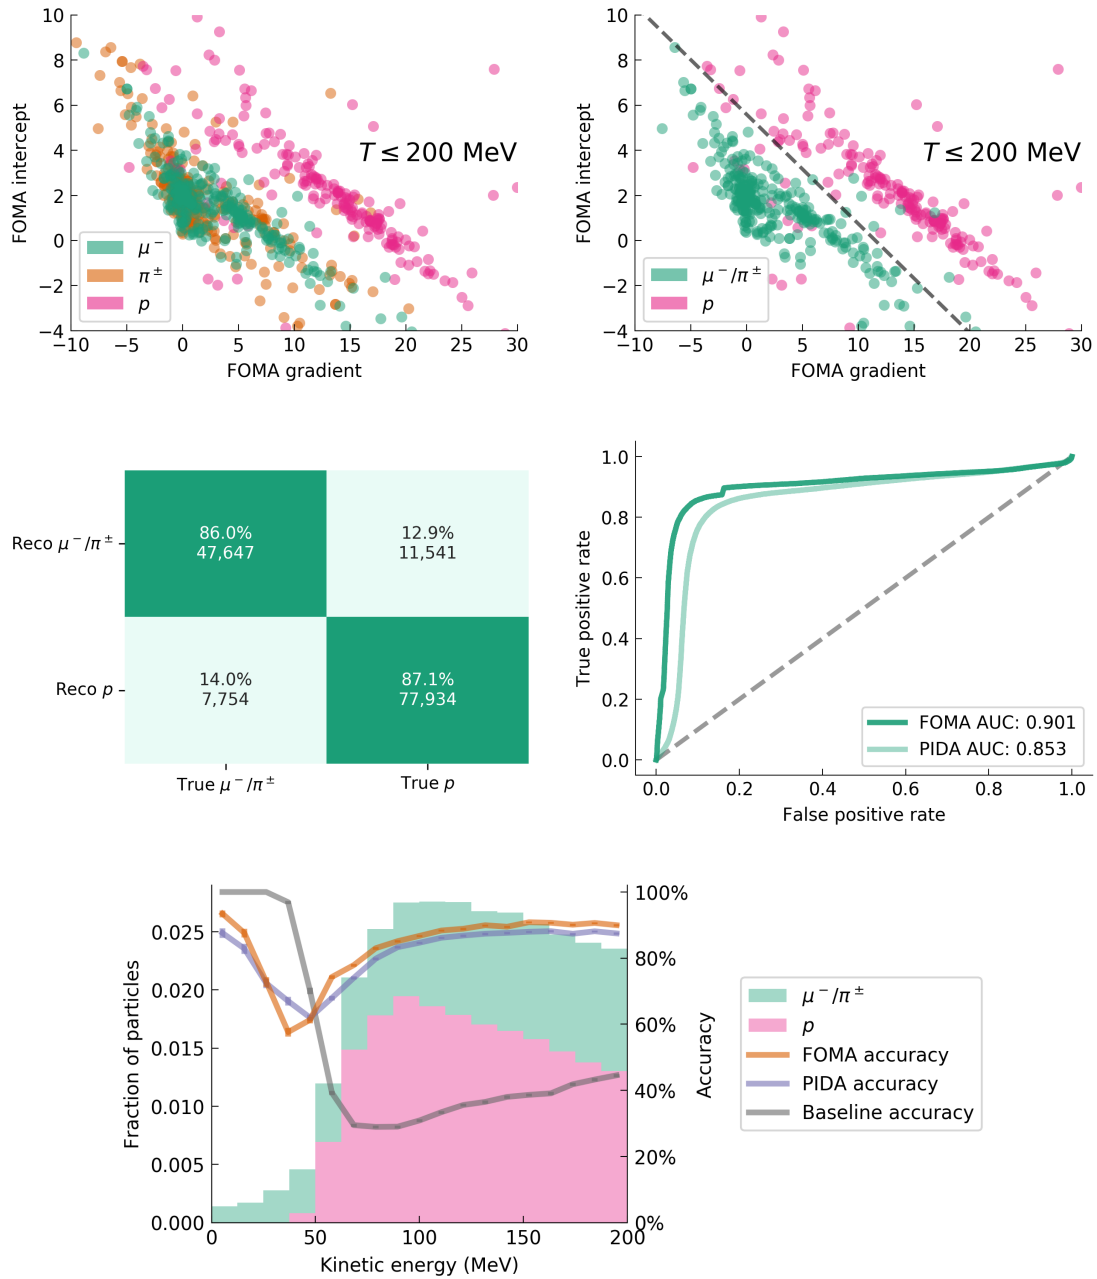 10
8
6
4
2
0
−2
−4
FOMA intercept
T ≤ 200 MeV
μ⁻
π±
p
−10 −5 0 5 10 15 20 25 30
FOMA gradient
10
8
6
4
2
0
−2
−4
FOMA intercept
T ≤ 200 MeV
μ⁻/π±
p
−10 −5 0 5 10 15 20 25 30
FOMA gradient
Reco μ⁻/π±
86.0%
47,647
12.9%
11,541
Reco p
14.0%
7,754
87.1%
77,934
True μ⁻/π± True p
1.0
0.8
0.6
0.4
0.2
0.0
True positive rate
FOMA AUC: 0.901
PIDA AUC: 0.853
0.0 0.2 0.4 0.6 0.8 1.0
False positive rate
0.025
0.020
0.015
0.010
0.005
0.000
Fraction of particles
100%
80%
60%
40%
20%
0%
Accuracy
0 50 100 150 200
Kinetic energy (MeV)
μ⁻/π±
p
FOMA accuracy
PIDA accuracy
Baseline accuracy